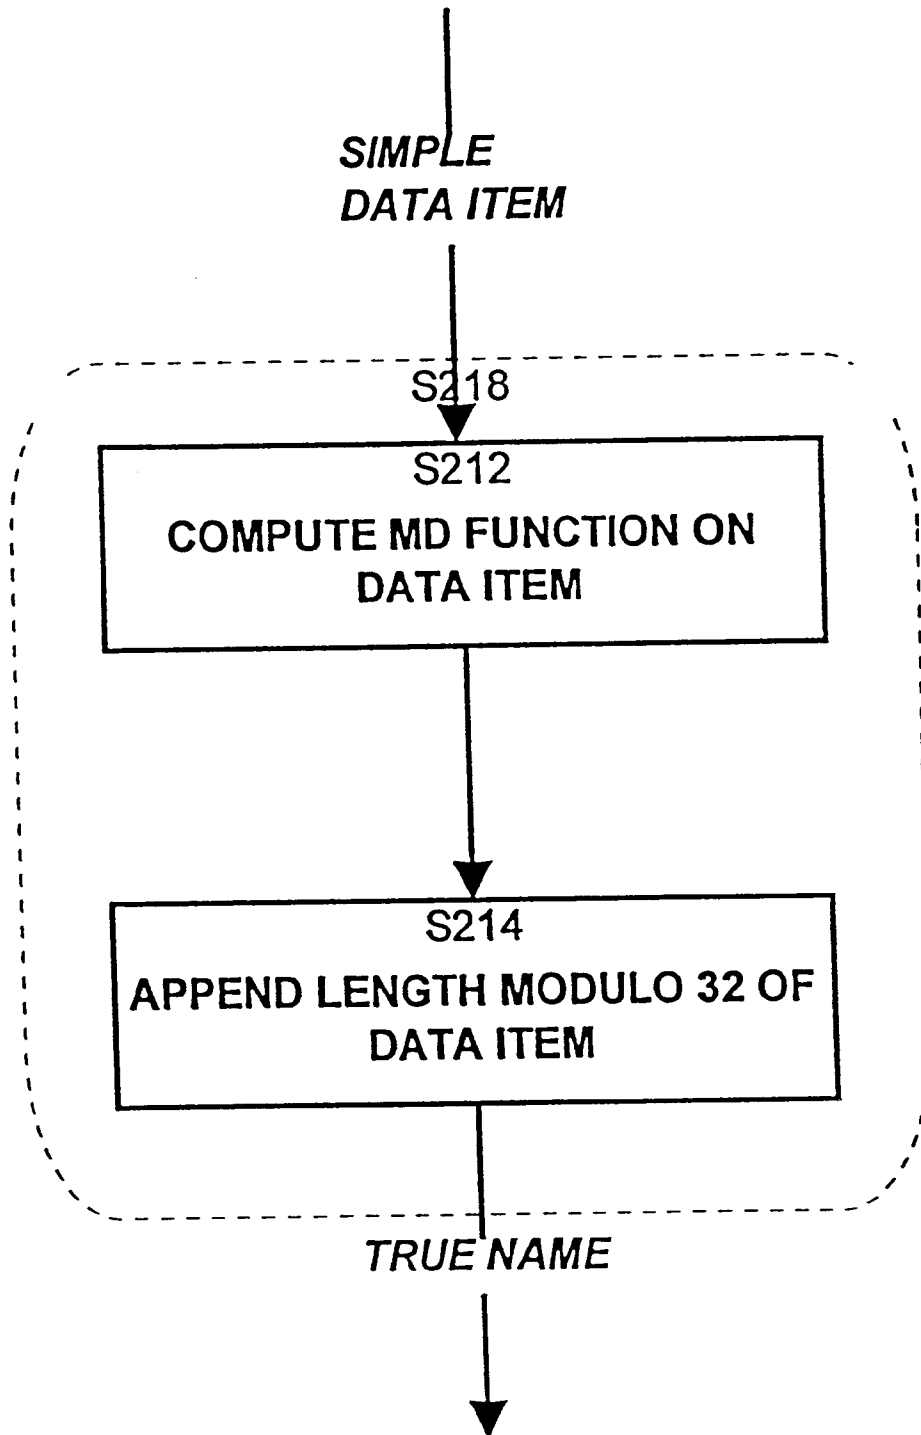 SIMPLE
DATA ITEM
S218
S212
COMPUTE MD FUNCTION ON
DATA ITEM
S214
APPEND LENGTH MODULO 32 OF
DATA ITEM
TRUE NAME